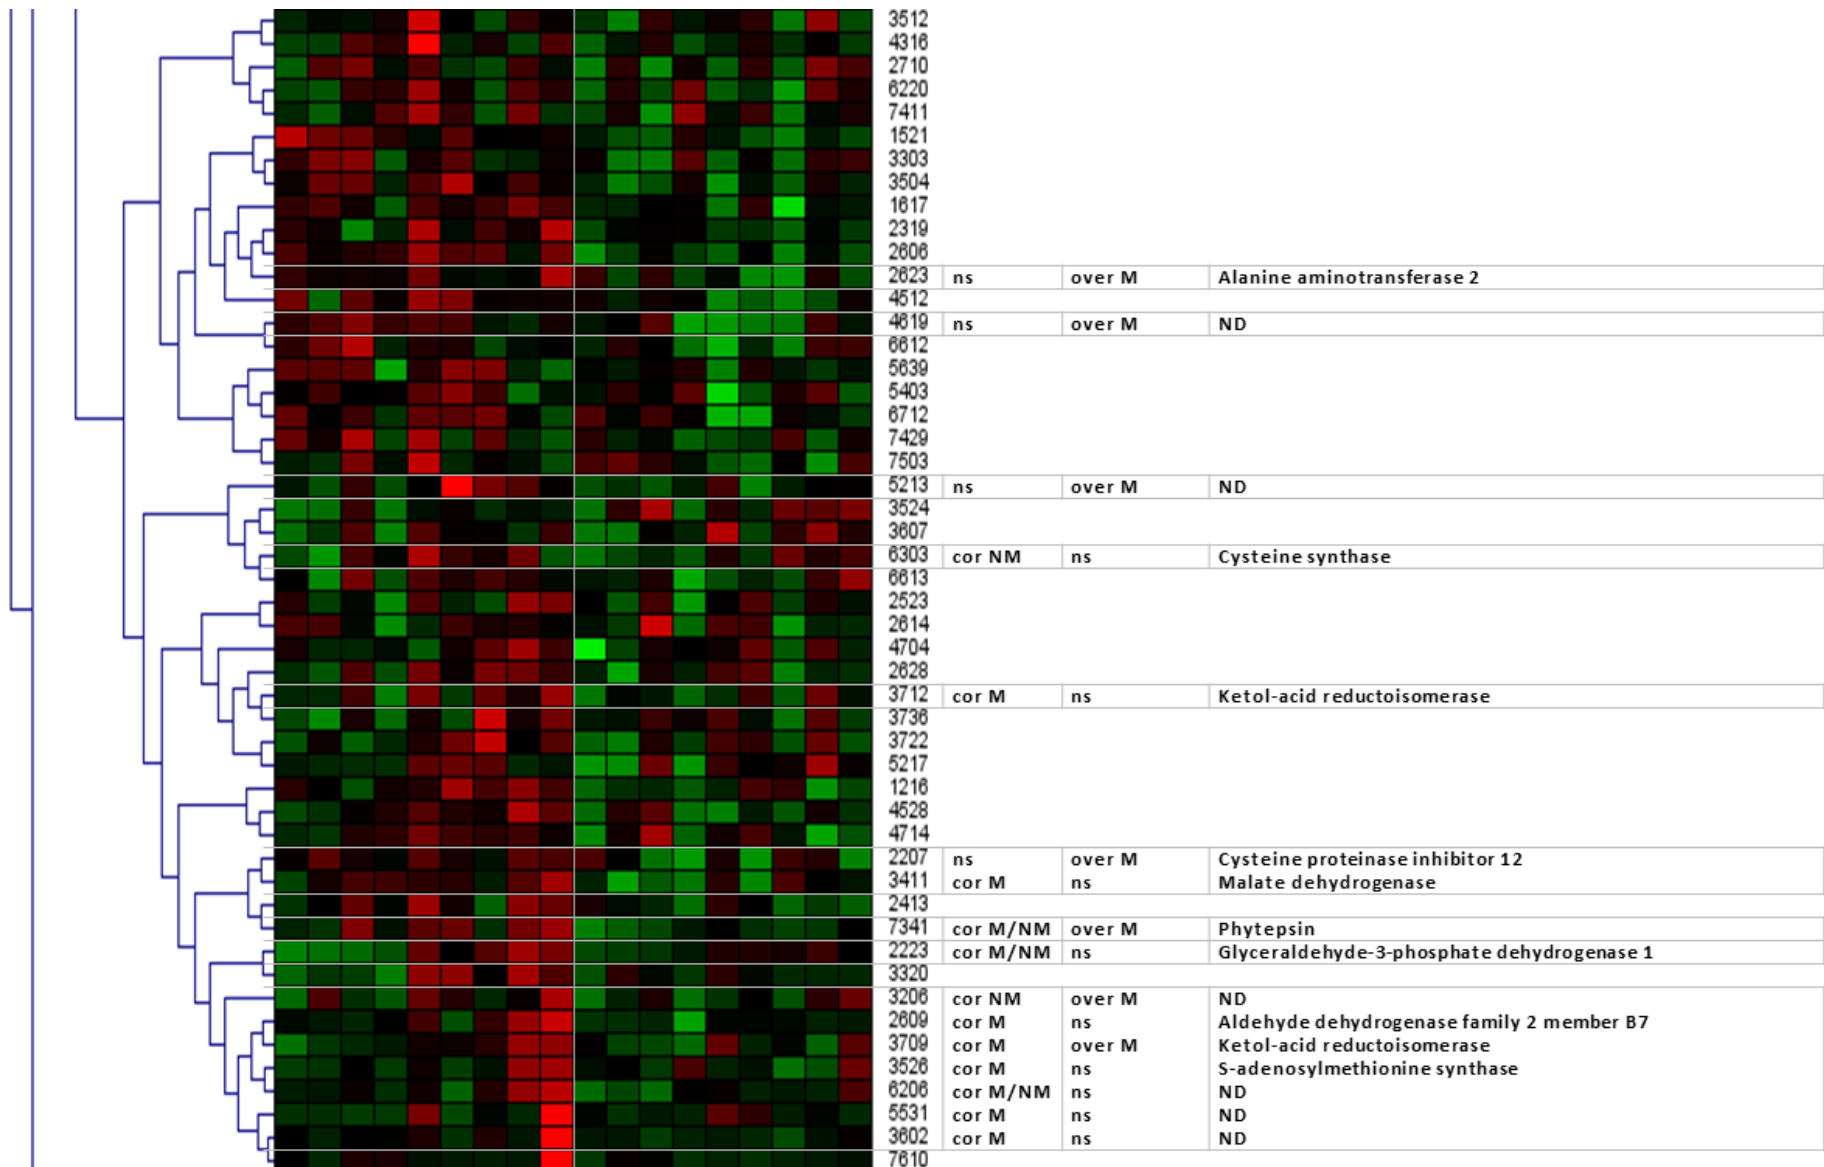 3512
4316
2710
6220
7411
1521
3303
3504
1617
2319
2606
2623 ns over M Alanine aminotransferase 2
4512
4619 ns over M ND
6612
5639
5403
6712
7429
7503
5213 ns over M ND
3524
3607
6303 cor NM ns Cysteine synthase
6613
2523
2614
4704
2628
3712 cor M ns Ketol-acid reductoisomerase
3736
3722
5217
1216
4528
4714
2207 ns over M Cysteine proteinase inhibitor 12
3411 cor M ns Malate dehydrogenase
2413
7341 cor M/NM over M Phytepsin
2223 cor M/NM ns Glyceraldehyde-3-phosphate dehydrogenase 1
3320
3206 cor NM over M ND
2609 cor M ns Aldehyde dehydrogenase family 2 member B7
3709 cor M over M Ketol-acid reductoisomerase
3526 cor M ns S-adenosylmethionine synthase
6206 cor M/NM ns ND
5531 cor M ns ND
3602 cor M ns ND
7610